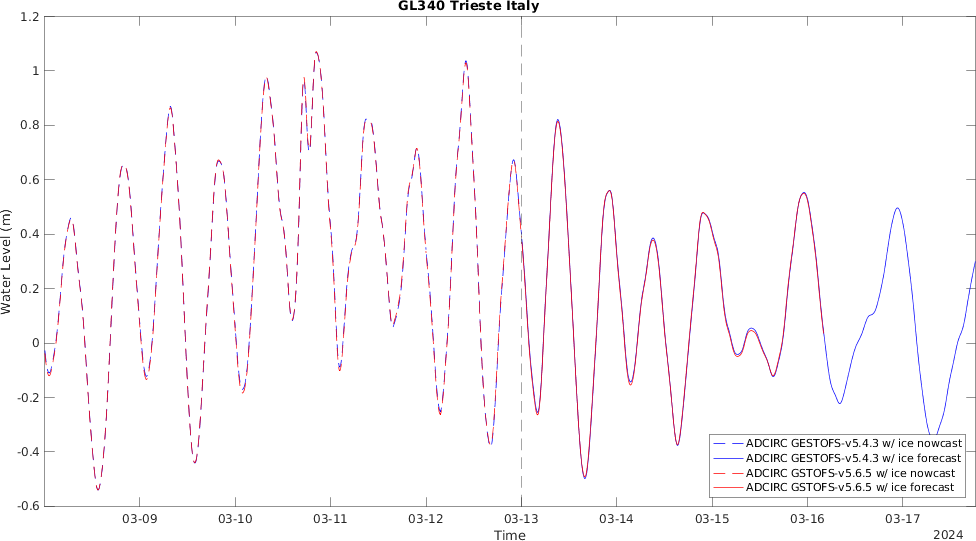 GL340 Trieste Italy
1.2
1
0.8
0.6
0.4
0.2
0
-0.2
-0.4
-0.6
Water Level (m)
ADCIRC GESTOFS-v5.4.3 w/ ice nowcast
ADCIRC GESTOFS-v5.4.3 w/ ice forecast
ADCIRC GSTOFS-v5.6.5 w/ ice nowcast
ADCIRC GSTOFS-v5.6.5 w/ ice forecast
03-09 03-10 03-11 03-12 03-13 03-14 03-15 03-16 03-17
Time
2024